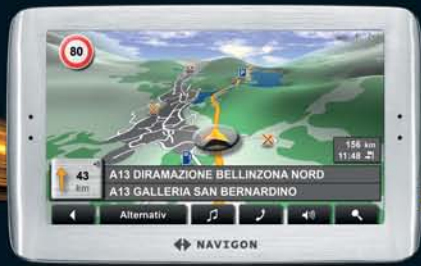 80
156 km
11:48
43
km
A13 DIRAMAZIONE BELLINZONA NORD
A13 GALLERIA SAN BERNARDINO
Alternativ
NAVIGON